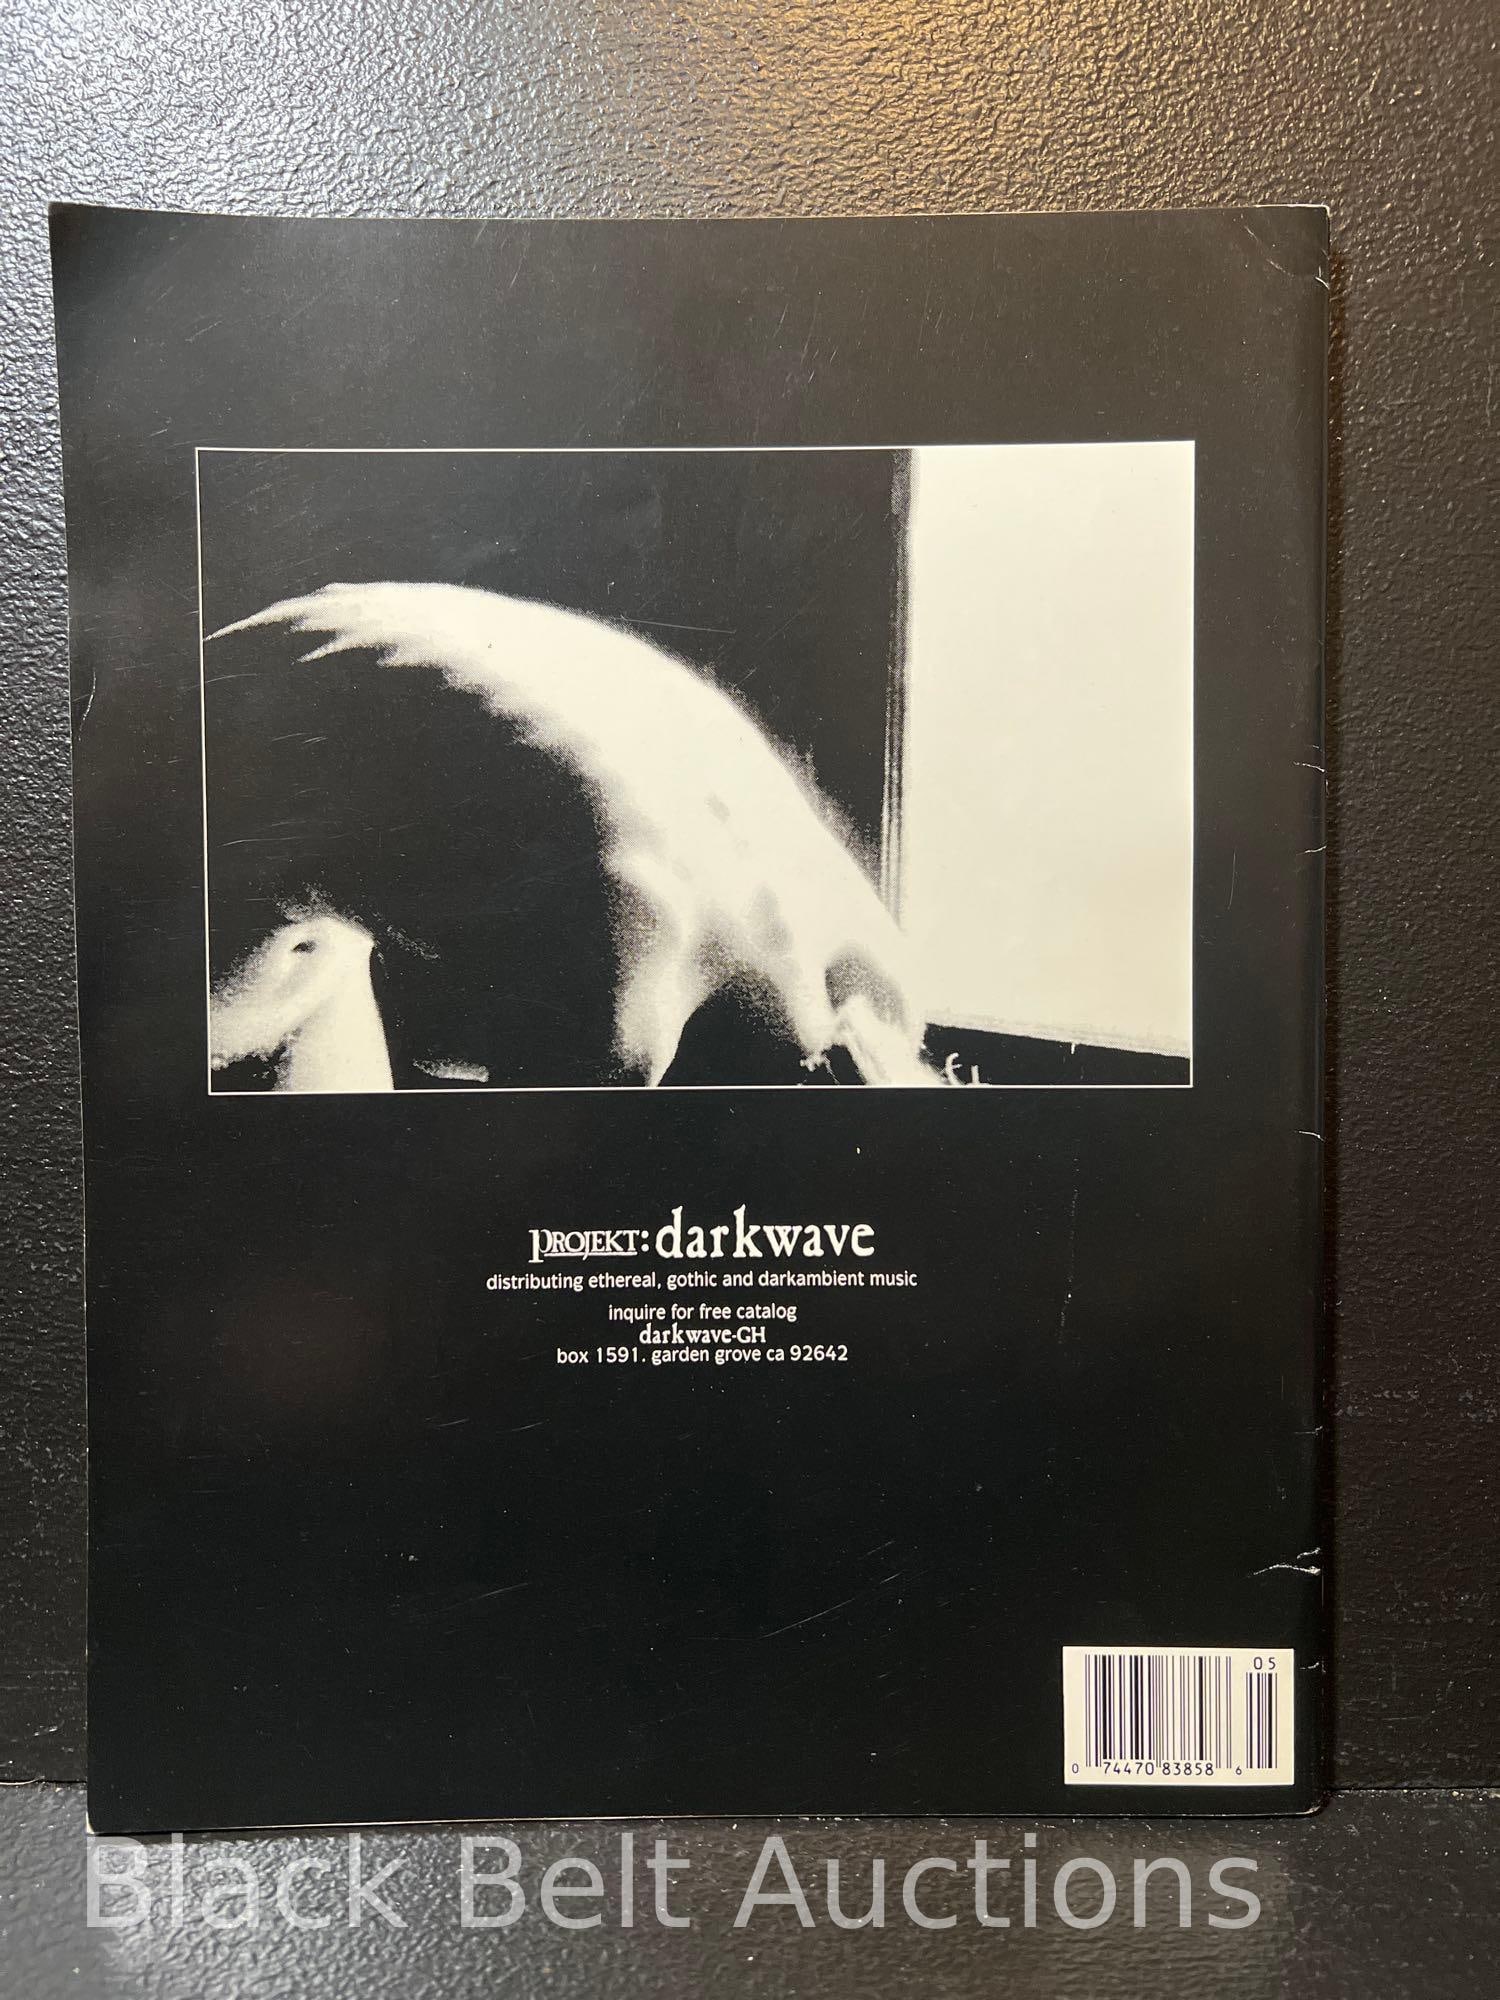 PROJEKT: darkwave
distributing ethereal, gothic and darkambient music
inquire for free catalog
darkwave-GH
box 1591. garden grove ca 92642
05
0 74470 83858 6
Black Belt Auctions